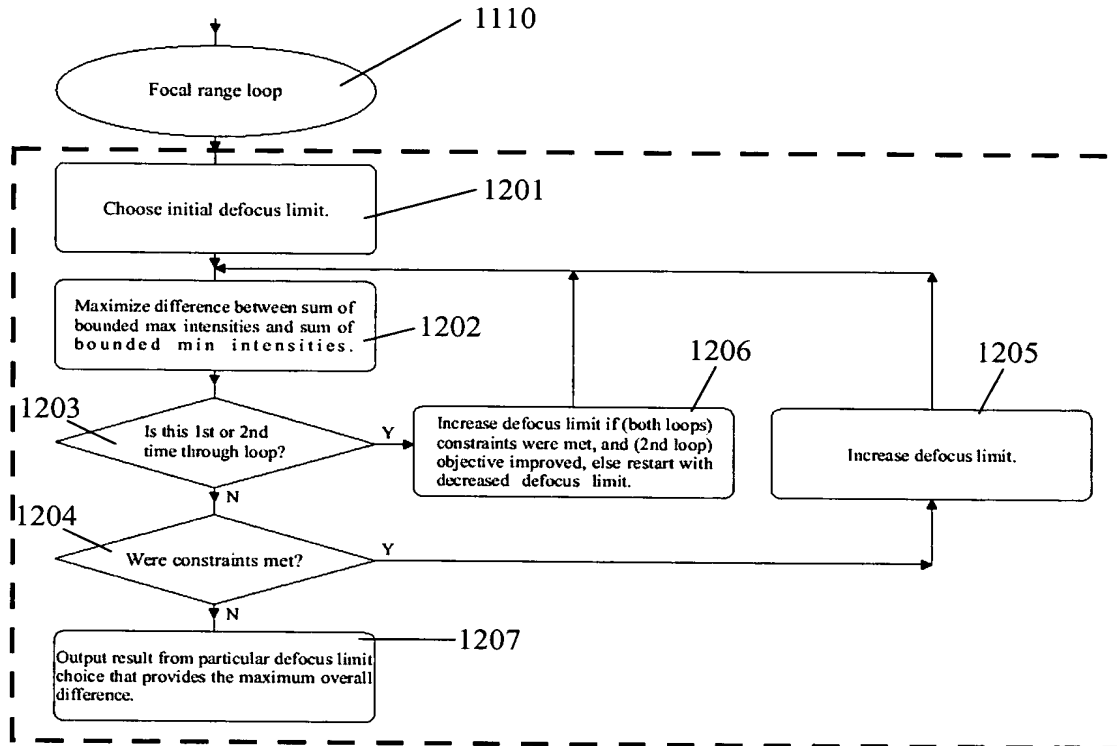 1110
Focal range loop
1201
Choose initial defocus limit.
Maximize difference between sum of
bounded max intensities and sum of
bounded min intensities.
1202
1203
Is this 1st or 2nd
time through loop?
Y
N
1206
Increase defocus limit if (both loops)
constraints were met, and (2nd loop)
objective improved, else restart with
decreased defocus limit.
1205
Increase defocus limit.
1204
Were constraints met?
Y
N
1207
Output result from particular defocus limit
choice that provides the maximum overall
difference.